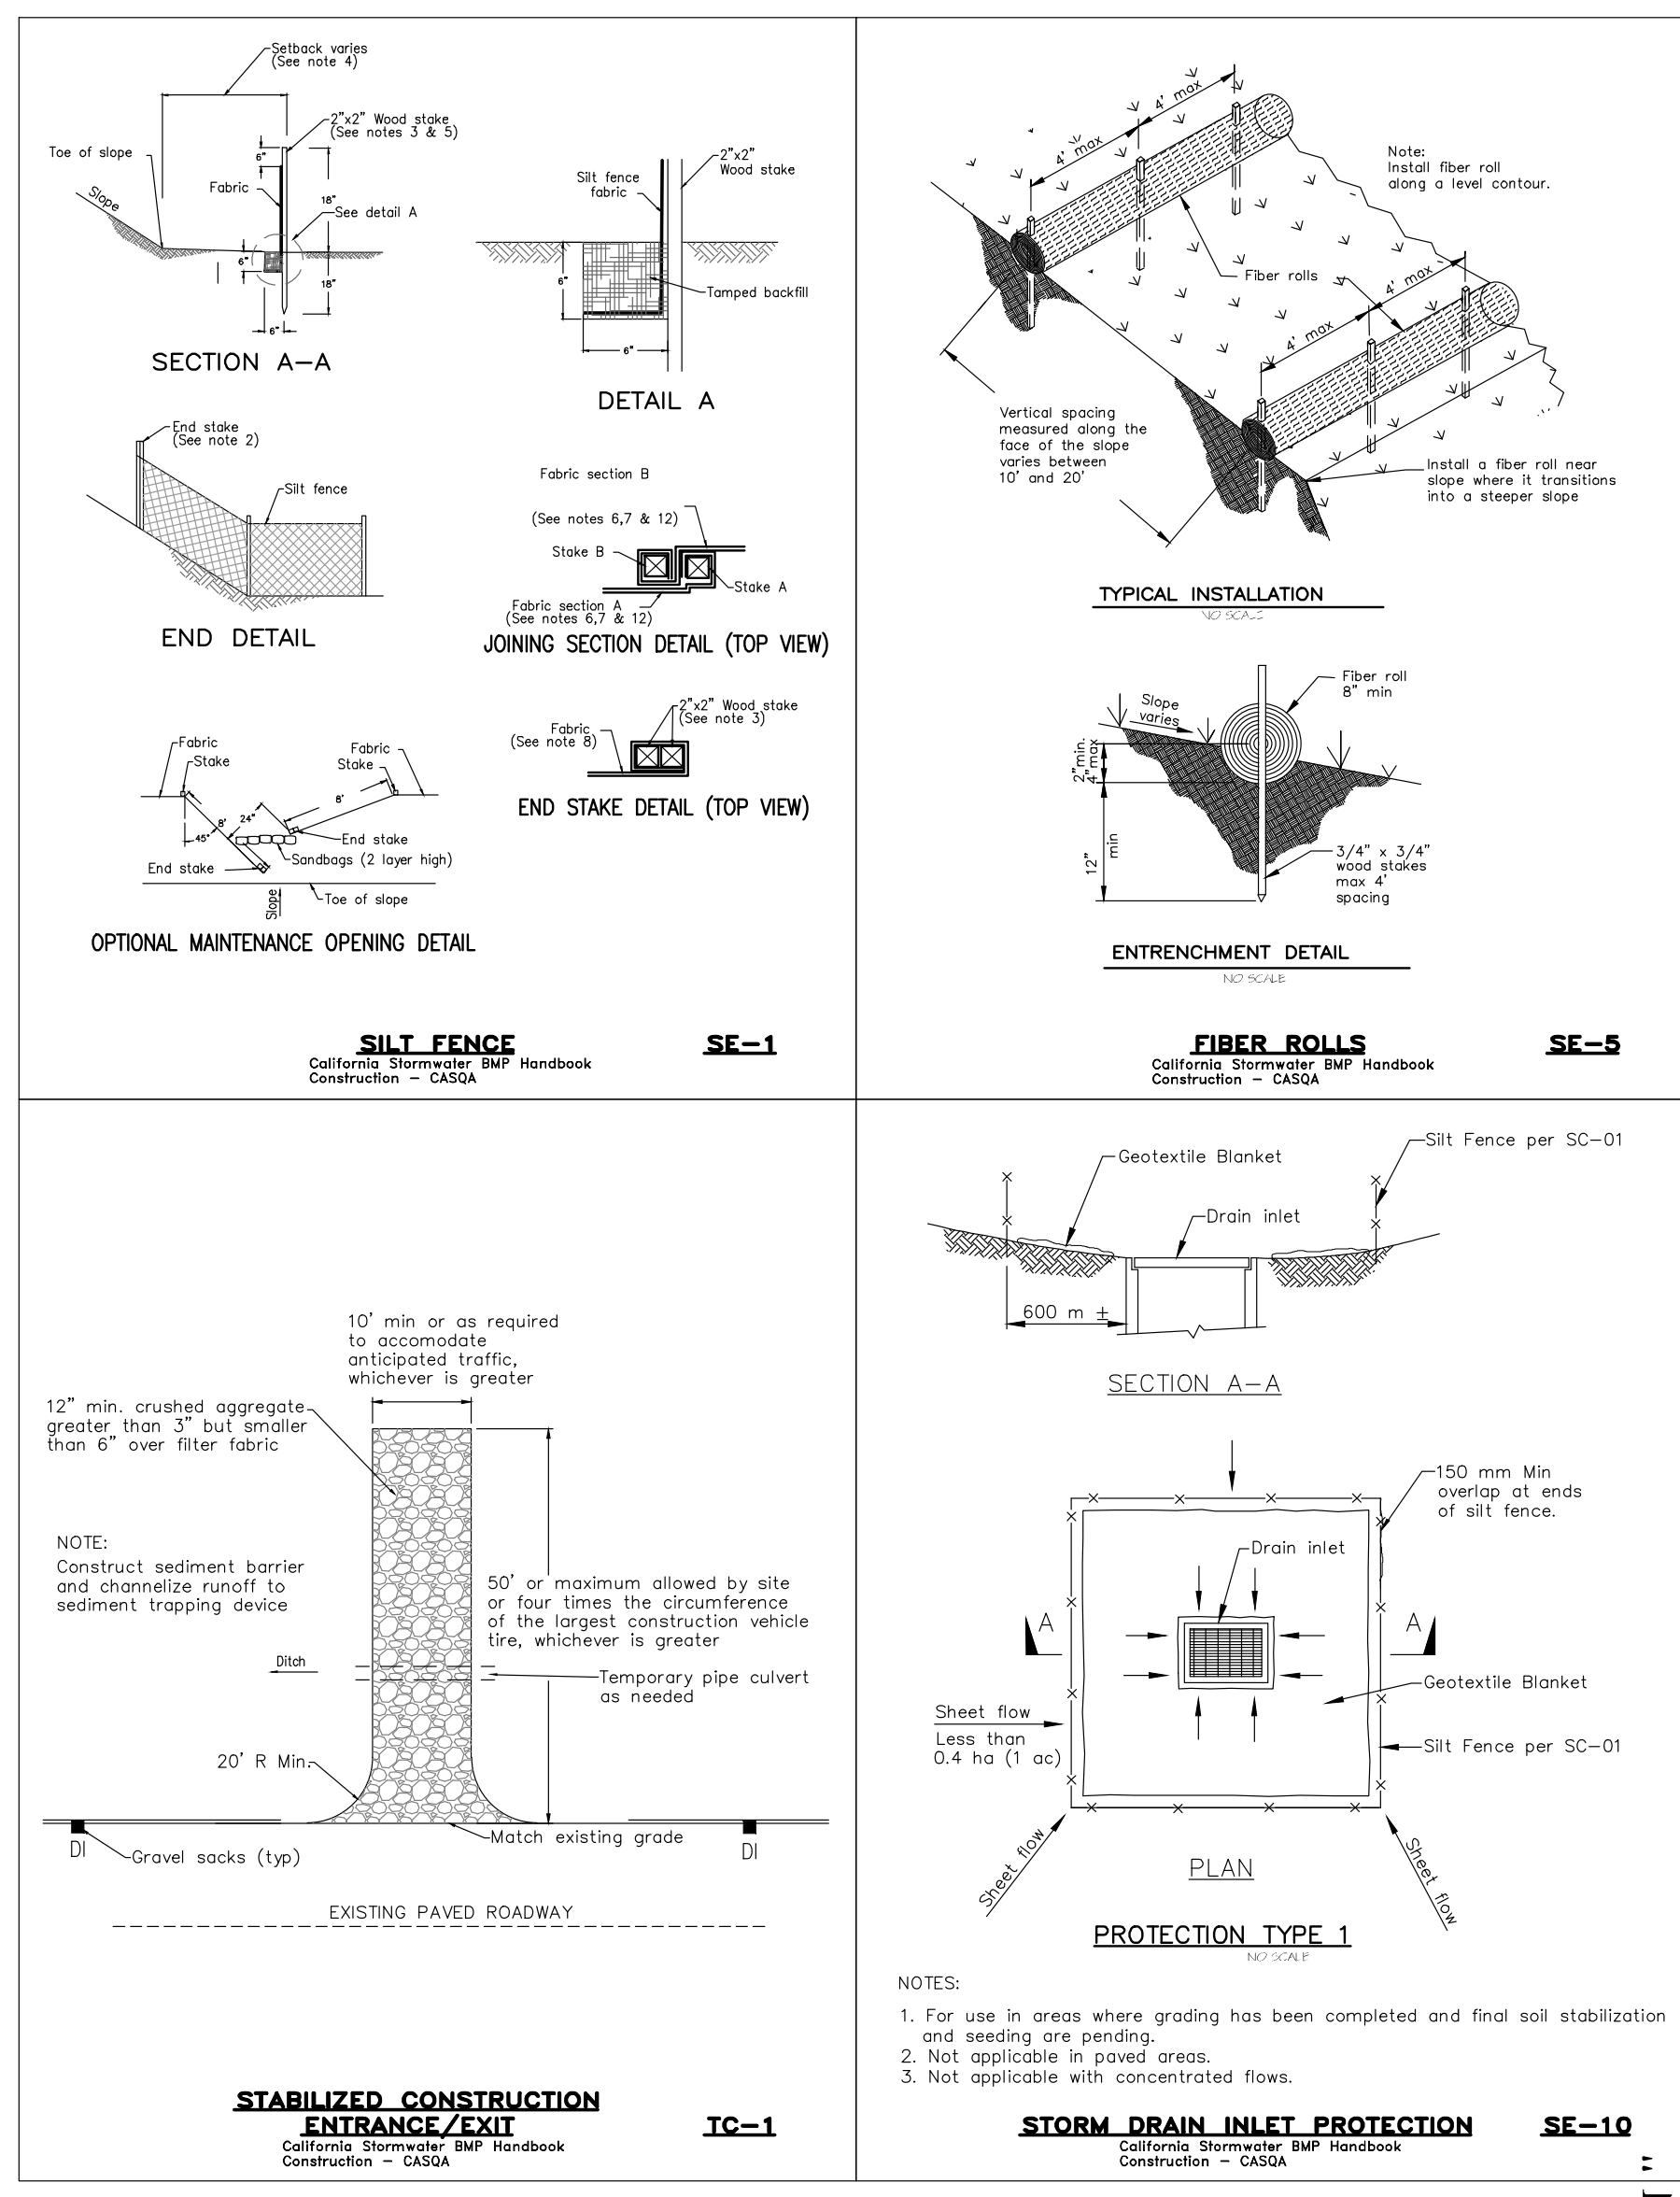 Setback varies
(See note 4)
2"x2" Wood stake
(See notes 3 & 5)
Toe of slope
6"
Fabric
Slope
18"
See detail A
6"
18"
6"
SECTION A-A
2"x2"
Wood stake
Silt fence
fabric
6"
Tamped backfill
6"
DETAIL A
End stake
(See note 2)
Silt fence
END DETAIL
Fabric section B
(See notes 6,7 & 12)
Stake B
Stake A
Fabric section A
(See notes 6,7 & 12)
JOINING SECTION DETAIL (TOP VIEW)
2"x2" Wood stake
(See note 3)
Fabric
(See note 8)
END STAKE DETAIL (TOP VIEW)
Fabric
Stake
Fabric
Stake
8'
24"
8'
45°
End stake
Sandbags (2 layer high)
End stake
Toe of slope
Slope
OPTIONAL MAINTENANCE OPENING DETAIL
SILT FENCE
SE-1
California Stormwater BMP Handbook
Construction - CASQA
4' max
4' max
Note:
Install fiber roll
along a level contour.
Fiber rolls
4' max
4' max
Vertical spacing
measured along the
face of the slope
varies between
10' and 20'
Install a fiber roll near
slope where it transitions
into a steeper slope
TYPICAL INSTALLATION
NO SCALE
Fiber roll
8" min
Slope
varies
2"min.
4"max
12"
min
3/4" x 3/4"
wood stakes
max 4'
spacing
ENTRENCHMENT DETAIL
NO SCALE
FIBER ROLLS
SE-5
California Stormwater BMP Handbook
Construction - CASQA
10' min or as required
to accomodate
anticipated traffic,
whichever is greater
12" min. crushed aggregate
greater than 3" but smaller
than 6" over filter fabric
NOTE:
Construct sediment barrier
and channelize runoff to
sediment trapping device
50' or maximum allowed by site
or four times the circumference
of the largest construction vehicle
tire, whichever is greater
Ditch
Temporary pipe culvert
as needed
20' R Min.
Match existing grade
DI
Gravel sacks (typ)
DI
EXISTING PAVED ROADWAY
STABILIZED CONSTRUCTION
ENTRANCE/EXIT
TC-1
California Stormwater BMP Handbook
Construction - CASQA
Silt Fence per SC-01
Geotextile Blanket
Drain inlet
600 m ±
SECTION A-A
150 mm Min
overlap at ends
of silt fence.
Drain inlet
A
A
Geotextile Blanket
Sheet flow
Less than
0.4 ha (1 ac)
Silt Fence per SC-01
Sheet flow
Sheet flow
PLAN
PROTECTION TYPE 1
NO SCALE
NOTES:
1. For use in areas where grading has been completed and final soil stabilization
and seeding are pending.
2. Not applicable in paved areas.
3. Not applicable with concentrated flows.
STORM DRAIN INLET PROTECTION
SE-10
California Stormwater BMP Handbook
Construction - CASQA